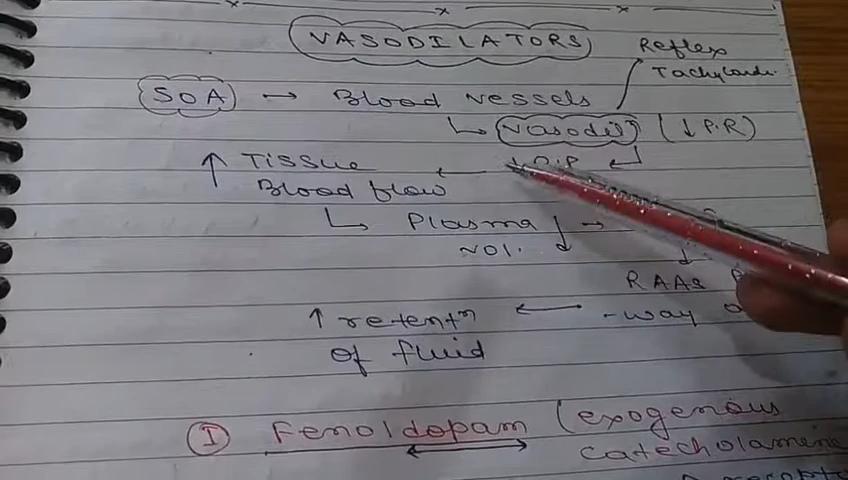 VASODILATORS
Reflex
Tachycardi.
SOA → Blood vessels
↳ Vasodil (↓ P.R)
↑ Tissue ← ↓ B.P ↵
Blood flow
↳ Plasma ↓ →
vol.
RAAS
↑ retentⁿ ← -way
of fluid
I Fenoldopam (exogenous
catecholamine